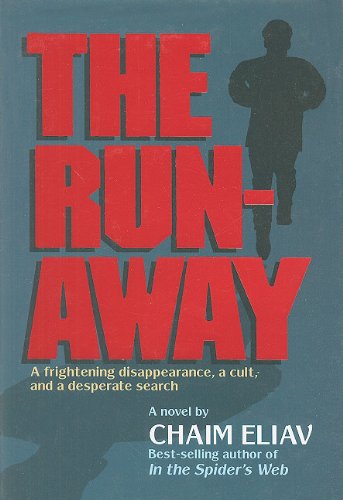 THE
RUN-
AWAY
A frightening disappearance, a cult,
and a desperate search
A novel by
CHAIM ELIAV
Best-selling author of
In the Spider's Web